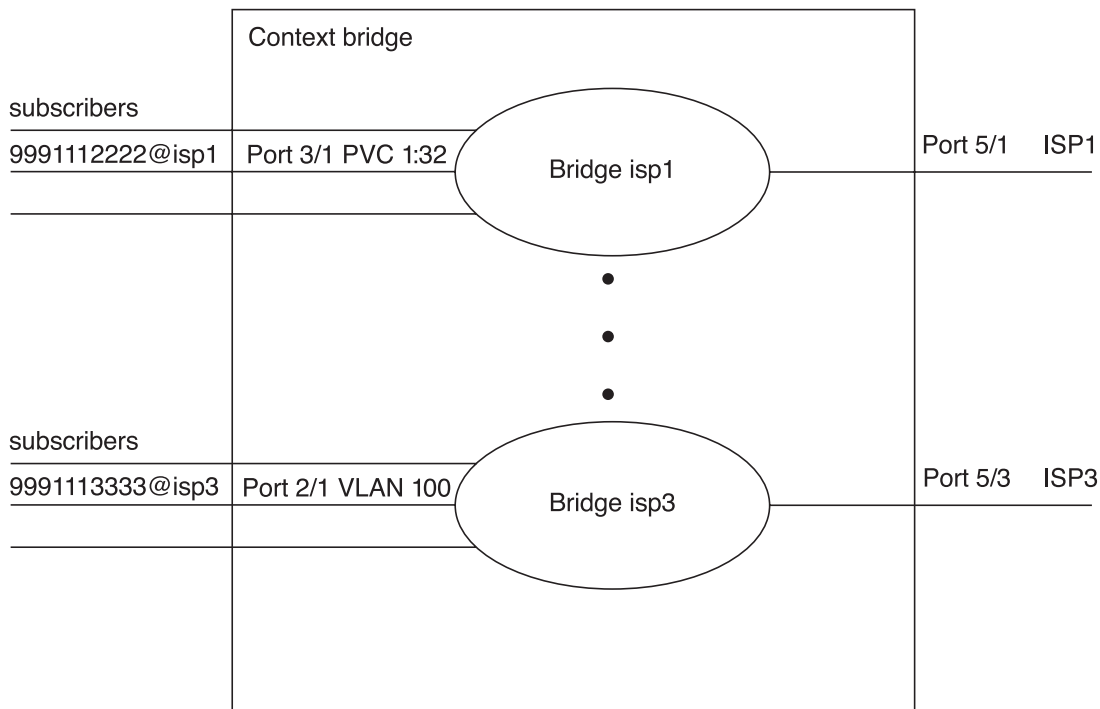 Context bridge
subscribers
9991112222@isp1 Port 3/1 PVC 1:32 Bridge isp1 Port 5/1 ISP1
subscribers
9991113333@isp3 Port 2/1 VLAN 100 Bridge isp3 Port 5/3 ISP3